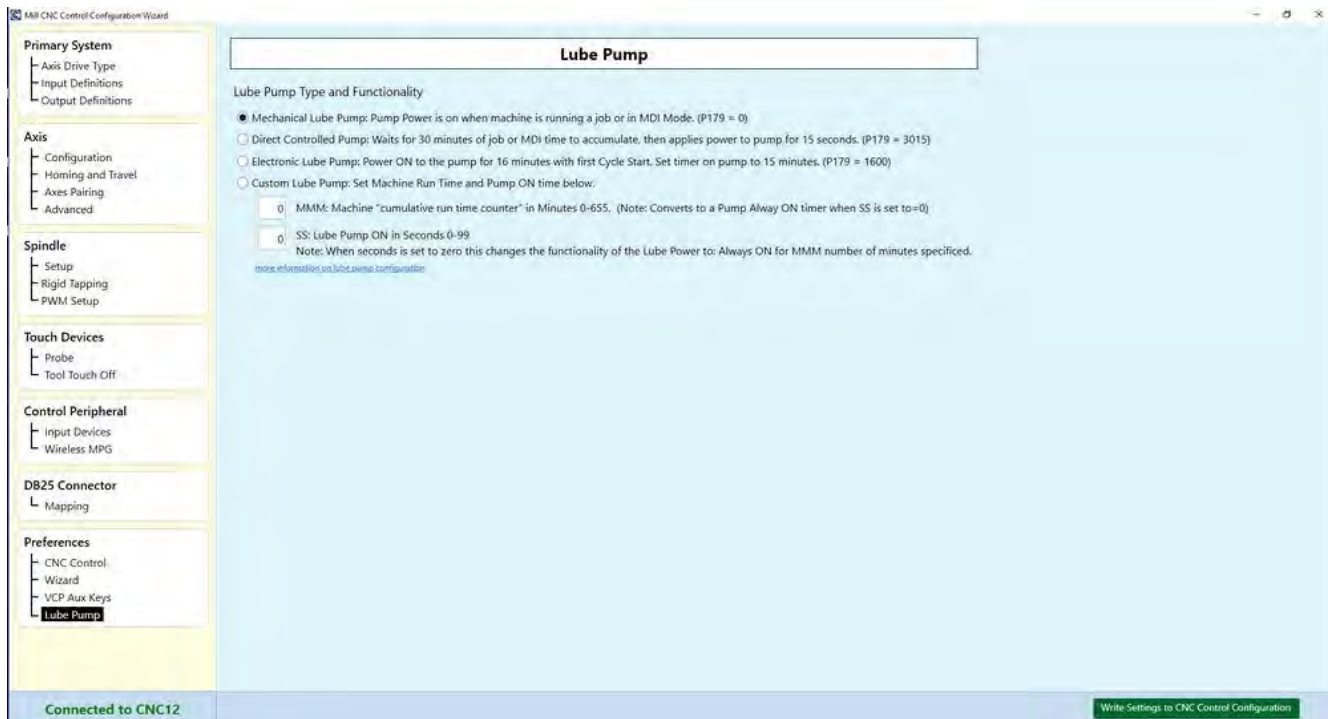 Mill CNC Control Configuration Wizard
Primary System
Axis Drive Type
Input Definitions
Output Definitions
Axis
Configuration
Homing and Travel
Axes Pairing
Advanced
Spindle
Setup
Rigid Tapping
PWM Setup
Touch Devices
Probe
Tool Touch Off
Control Peripheral
Input Devices
Wireless MPG
DB25 Connector
Mapping
Preferences
CNC Control
Wizard
VCP Aux Keys
Lube Pump
Connected to CNC12
Lube Pump
Lube Pump Type and Functionality
Mechanical Lube Pump: Pump Power is on when machine is running a job or in MDI Mode. (P179 = 0)
Direct Controlled Pump: Waits for 30 minutes of job or MDI time to accumulate, then applies power to pump for 15 seconds. (P179 = 3015)
Electronic Lube Pump: Power ON to the pump for 16 minutes with first Cycle Start. Set timer on pump to 15 minutes. (P179 = 1600)
Custom Lube Pump: Set Machine Run Time and Pump ON time below.
0 MMM: Machine "cumulative run time counter" in Minutes 0-655. (Note: Converts to a Pump Alway ON timer when SS is set to=0)
0 SS: Lube Pump ON in Seconds 0-99
Note: When seconds is set to zero this changes the functionality of the Lube Power to: Always ON for MMM number of minutes specificed.
more information on lube pump configuration
Write Settings to CNC Control Configuration